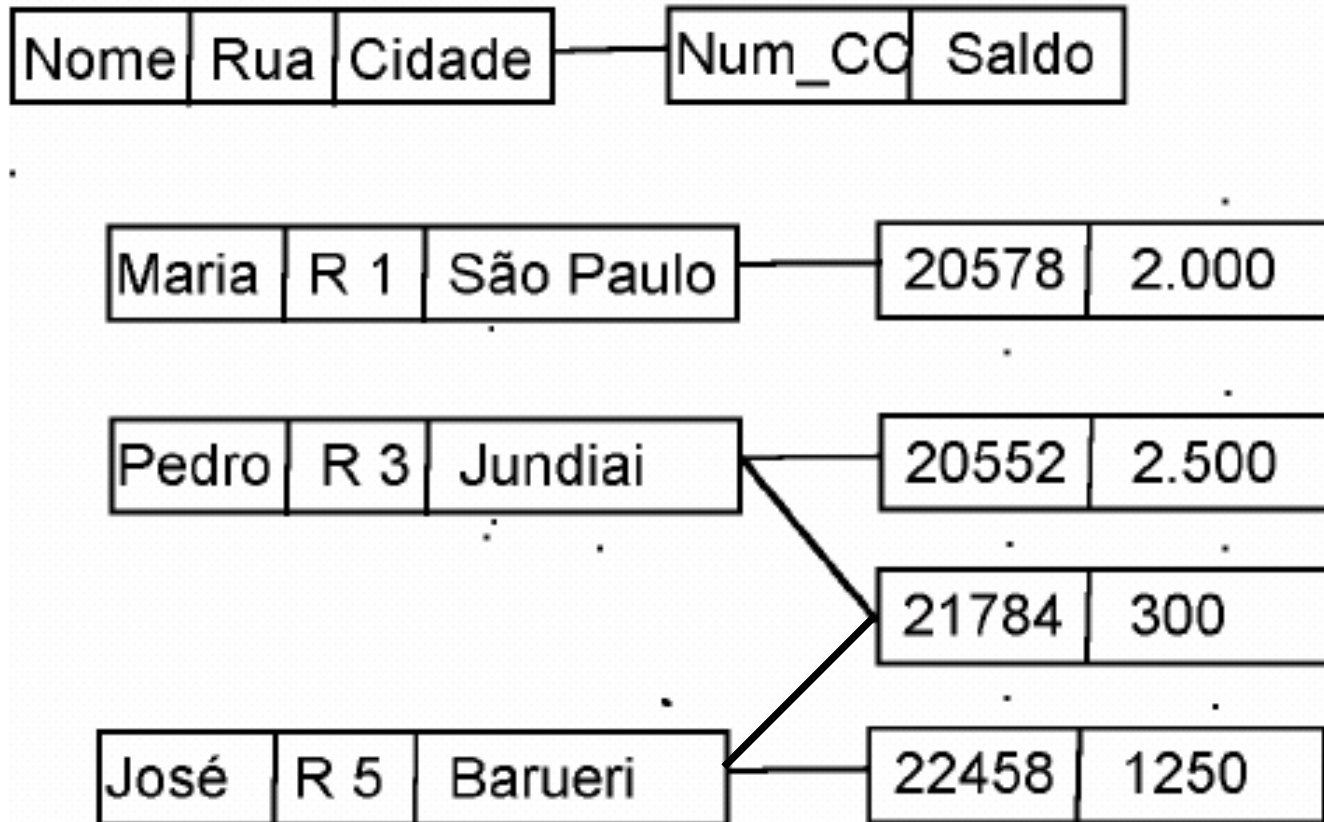 Nome Rua Cidade Num_CC Saldo
Maria R 1 São Paulo 20578 2.000
Pedro R 3 Jundiai 20552 2.500
21784 300
José R 5 Barueri 22458 1250